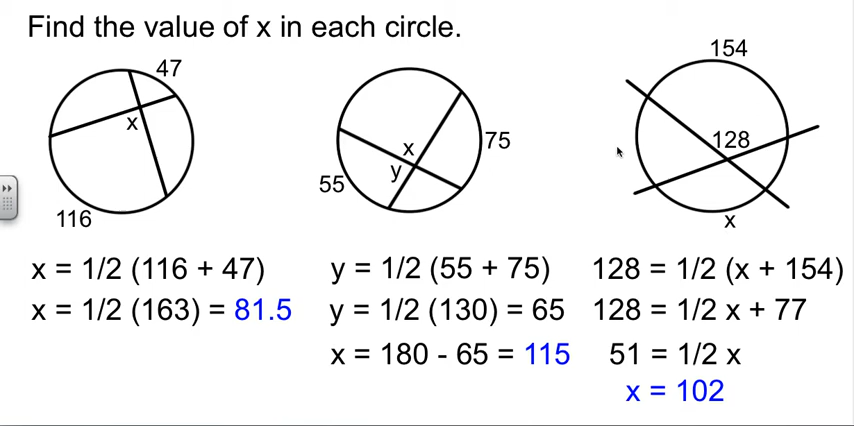 Find the value of x in each circle.
47
x
116
x
y
75
55
154
128
x
x = 1/2 (116 + 47)
x = 1/2 (163) = 81.5
y = 1/2 (55 + 75)
y = 1/2 (130) = 65
x = 180 - 65 = 115
128 = 1/2 (x + 154)
128 = 1/2 x + 77
51 = 1/2 x
x = 102